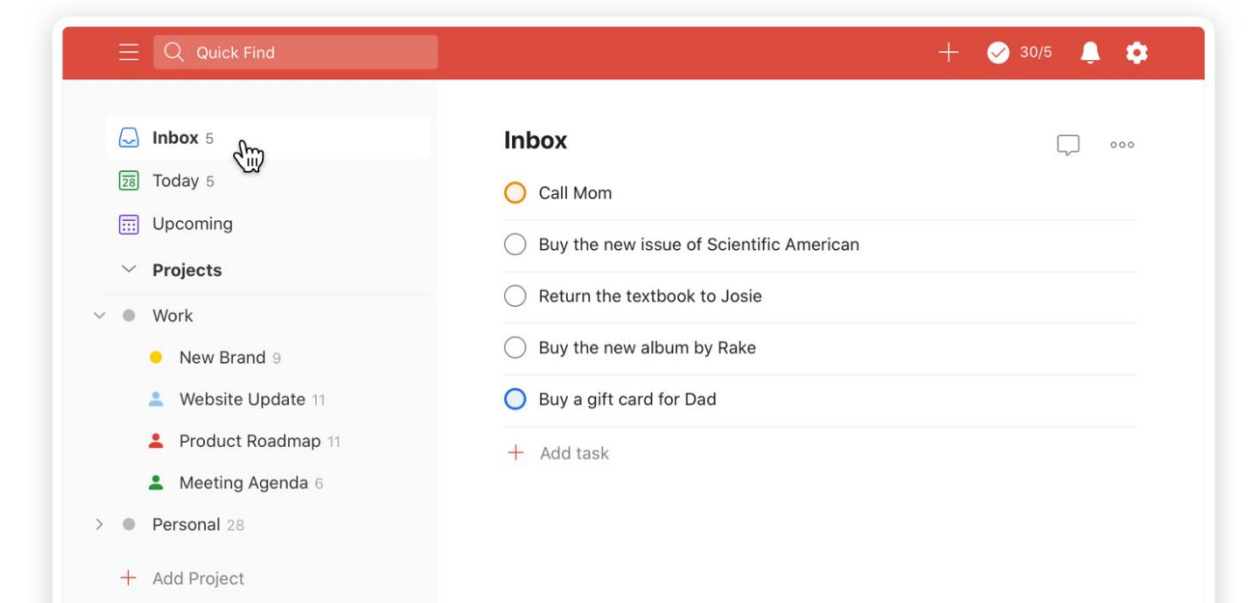 Quick Find
30/5
Inbox 5
28 Today 5
Upcoming
Projects
Work
New Brand 9
Website Update 11
Product Roadmap 11
Meeting Agenda 6
Personal 28
Add Project
Inbox
Call Mom
Buy the new issue of Scientific American
Return the textbook to Josie
Buy the new album by Rake
Buy a gift card for Dad
Add task